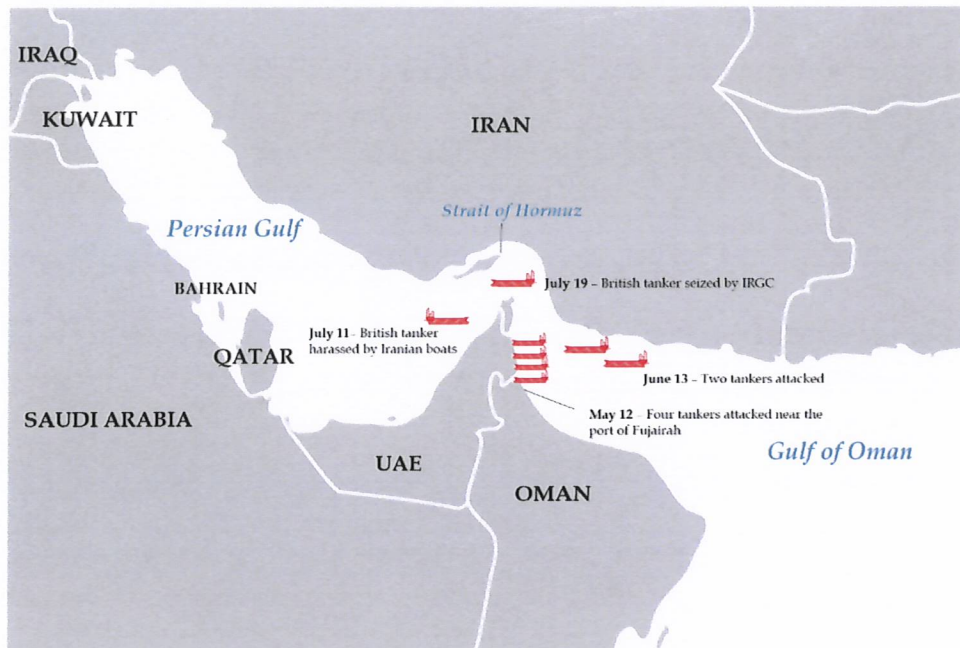 IRAQ
KUWAIT
IRAN
Strait of Hormuz
Persian Gulf
July 19 – British tanker seized by IRGC
BAHRAIN
July 11 - British tanker
harassed by Iranian boats
QATAR
June 13 – Two tankers attacked
May 12 – Four tankers attacked near the
port of Fujairah
SAUDI ARABIA
UAE
Gulf of Oman
OMAN